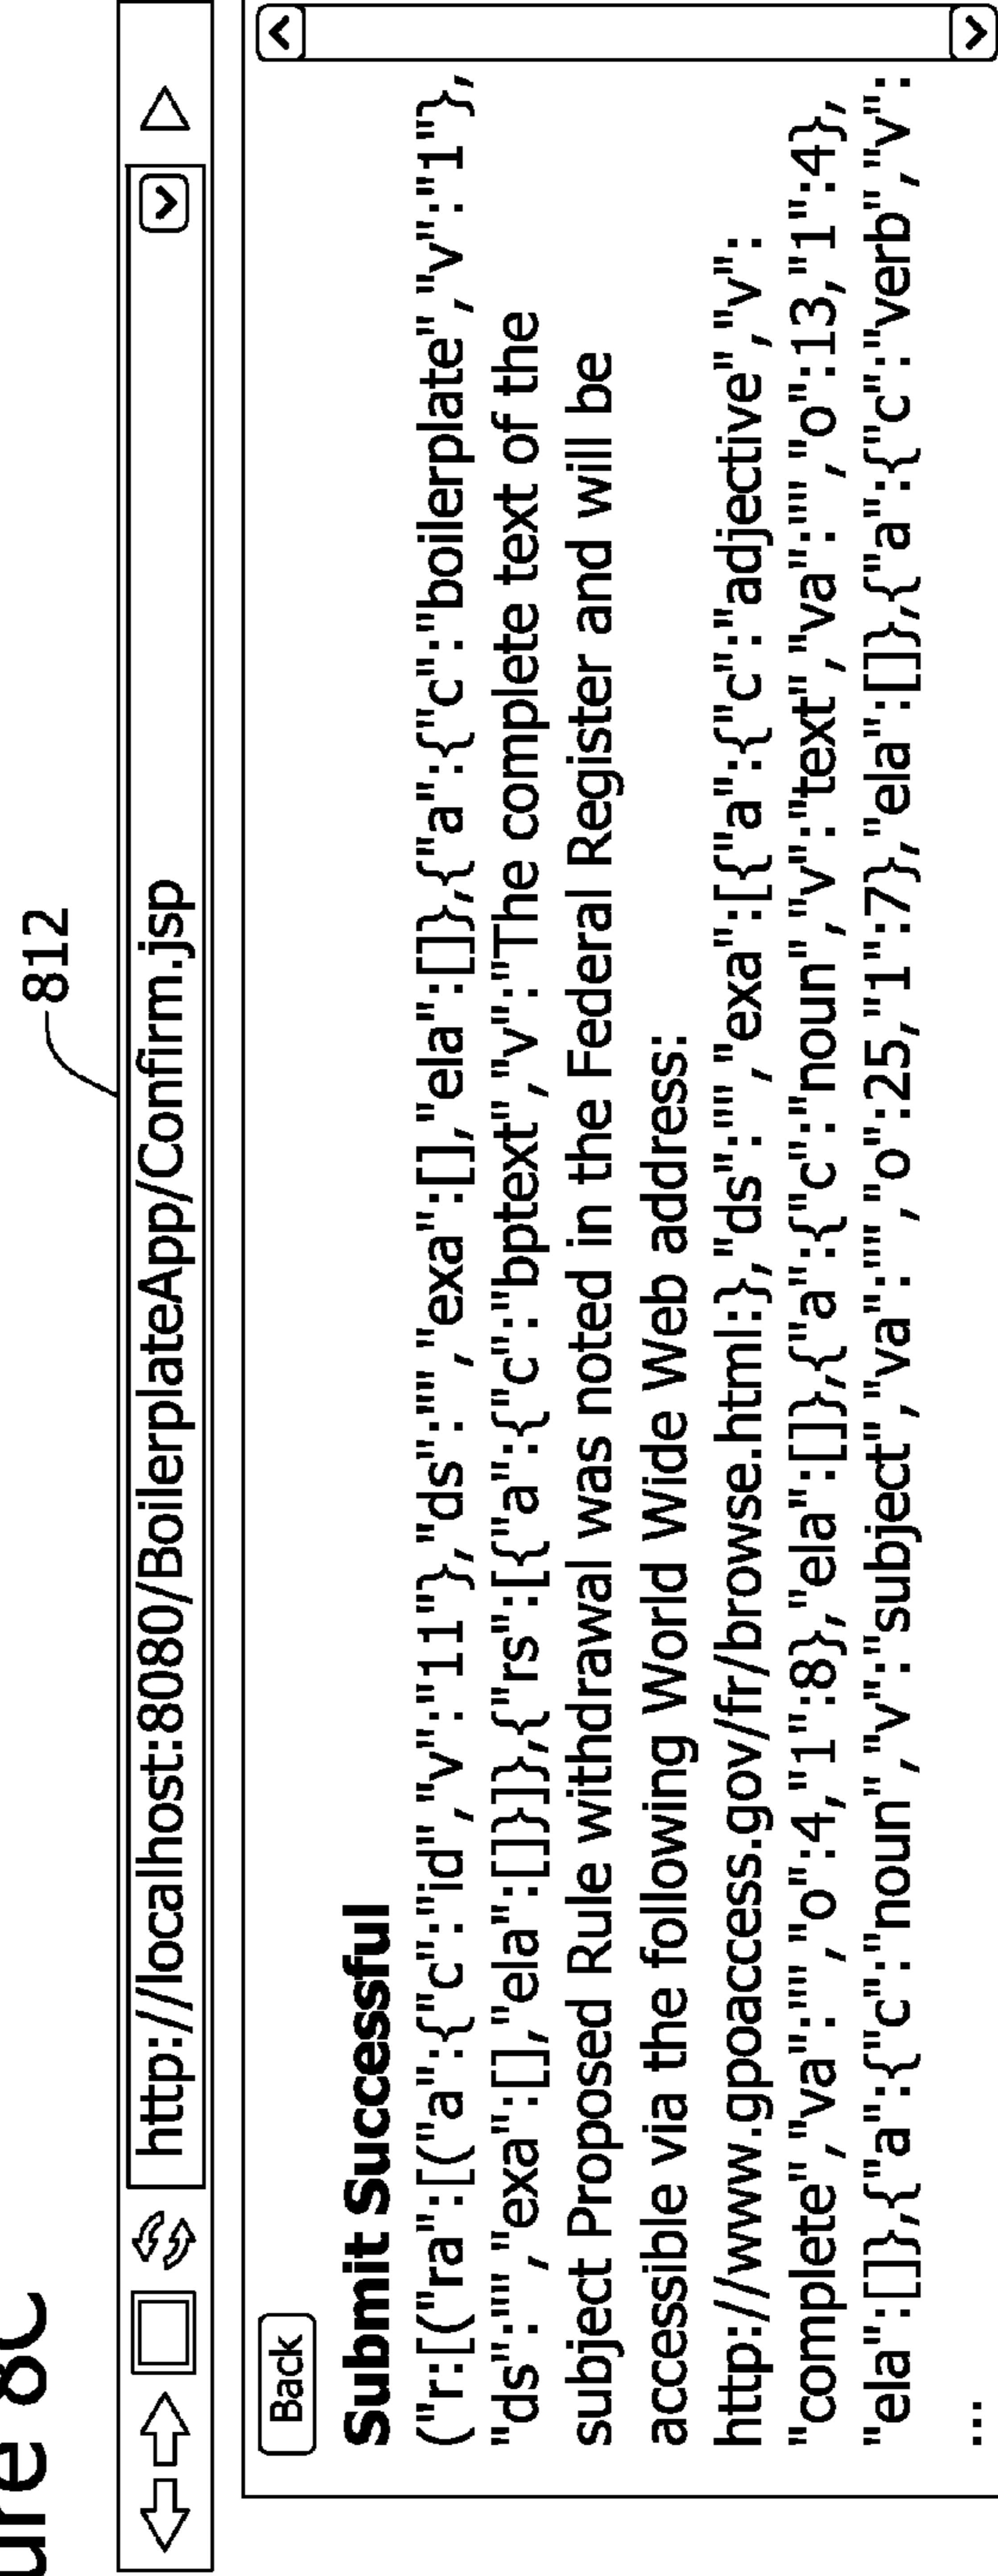 ure 8C
812
http://localhost:8080/BoilerplateApp/Confirm.jsp
Back
Submit Successful
("r:[("ra":[("a":{"c":"id","v":"11"},"ds":"","exa":[],"ela":[]},{"a":{"c":"boilerplate","v":"1"},
"ds":"","exa":[],"ela":[]}]},{"rs":[{"a":{"c":"bptext","v":"The complete text of the
subject Proposed Rule withdrawal was noted in the Federal Register and will be
accessible via the following World Wide Web address:
http://www.gpoaccess.gov/fr/browse.html:},"ds":"","exa":[{"a":{"c":"adjective","v":
"complete","va":"","o":4,"1":8},"ela":[]},{"a":{"c":"noun","v":"text","va":"","o":13,"1":4},
"ela":[]},{"a":{"c":"noun","v":"subject","va":"","o":25,"1":7},"ela":[]},{"a":{"c":"verb","v":
...